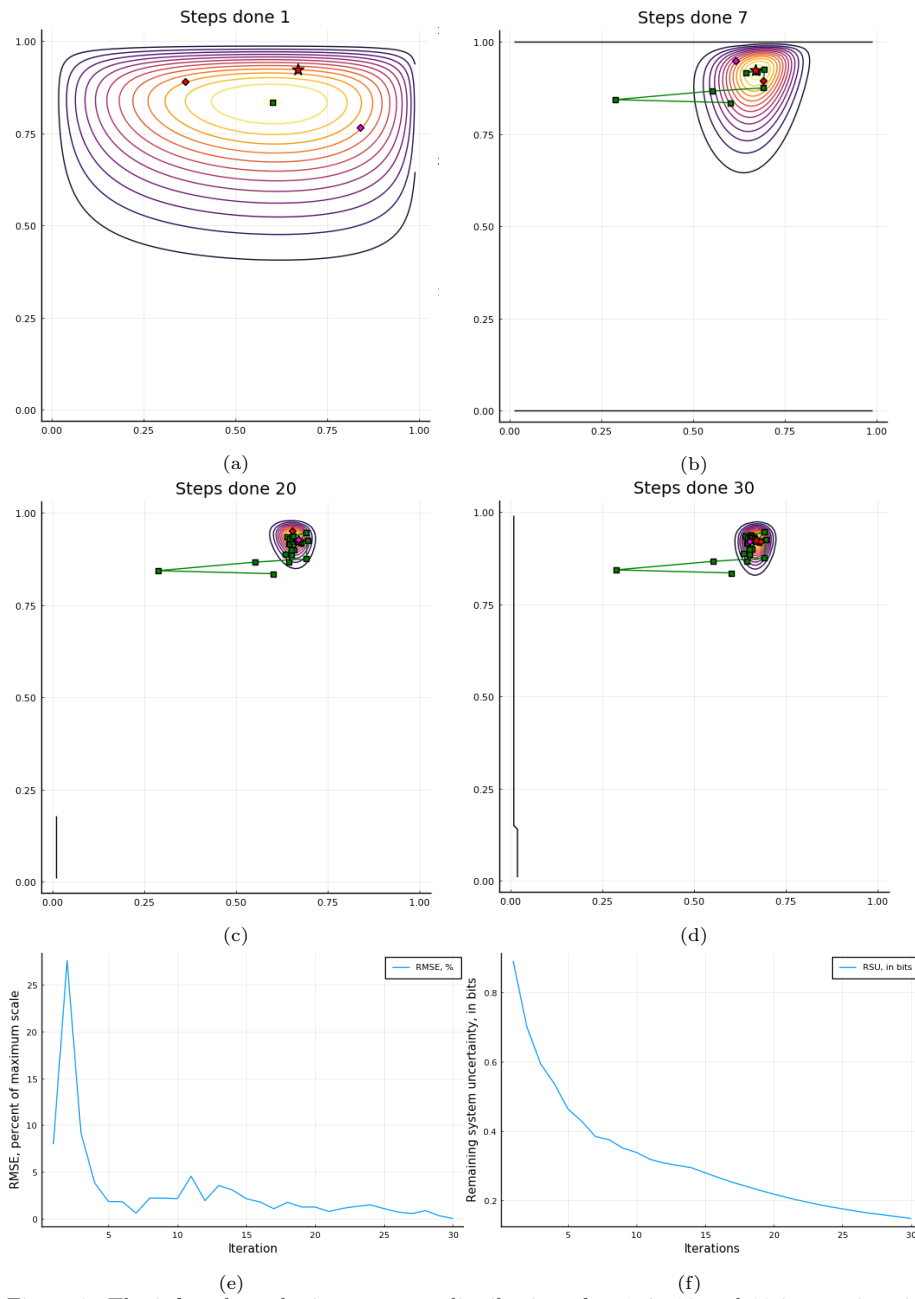 Steps done 1
1.00
0.75
0.50
0.25
0.00
0.00 0.25 0.50 0.75 1.00
(a)
Steps done 7
1.00
0.75
0.50
0.25
0.00
0.00 0.25 0.50 0.75 1.00
(b)
Steps done 20
1.00
0.75
0.50
0.25
0.00
0.00 0.25 0.50 0.75 1.00
(c)
Steps done 30
1.00
0.75
0.50
0.25
0.00
0.00 0.25 0.50 0.75 1.00
(d)
RMSE, percent of maximum scale
25
20
15
10
5
0
RMSE, %
5 10 15 20 25 30
Iteration
(e)
Remaining system uncertainty, in bits
0.8
0.6
0.4
0.2
RSU, in bits
5 10 15 20 25 30
Iterations
(f)